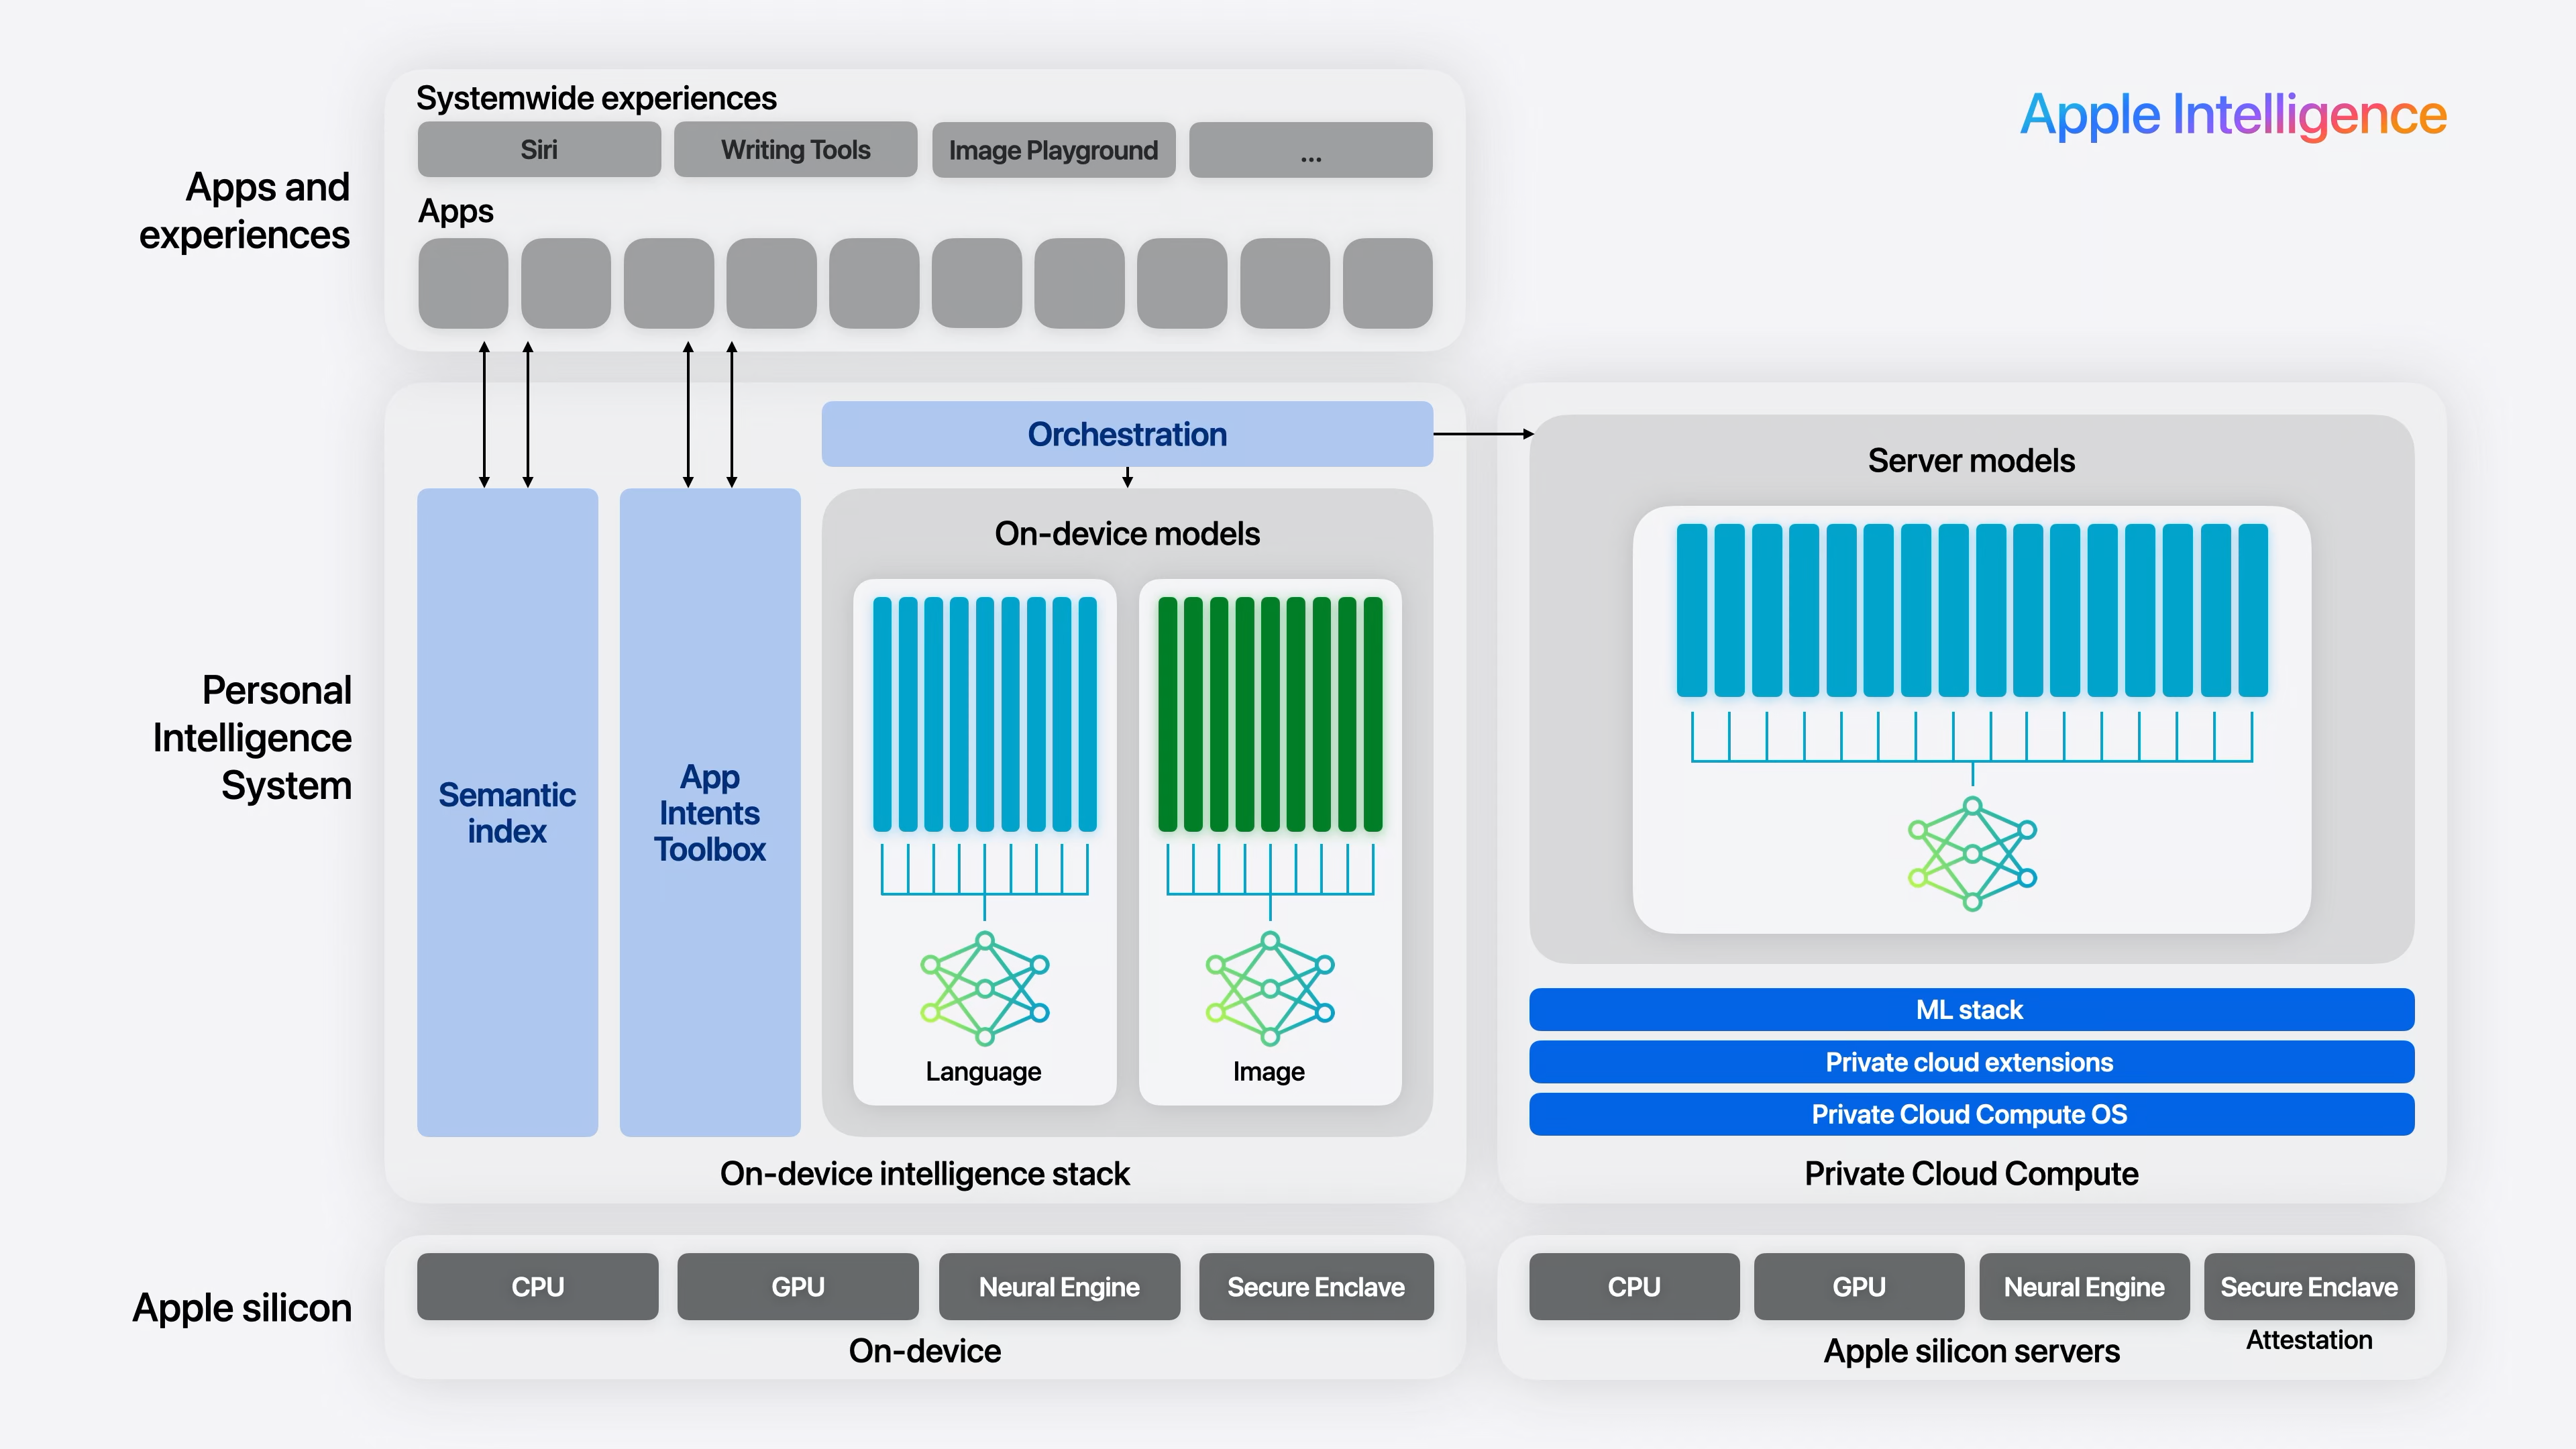 Apple Intelligence
Apps and
experiences
Systemwide experiences
Siri
Writing Tools
Image Playground
...
Apps
Personal
Intelligence
System
Semantic
index
App
Intents
Toolbox
Orchestration
On-device models
Language
Image
On-device intelligence stack
Server models
ML stack
Private cloud extensions
Private Cloud Compute OS
Private Cloud Compute
Apple silicon
CPU
GPU
Neural Engine
Secure Enclave
On-device
CPU
GPU
Neural Engine
Secure Enclave
Attestation
Apple silicon servers